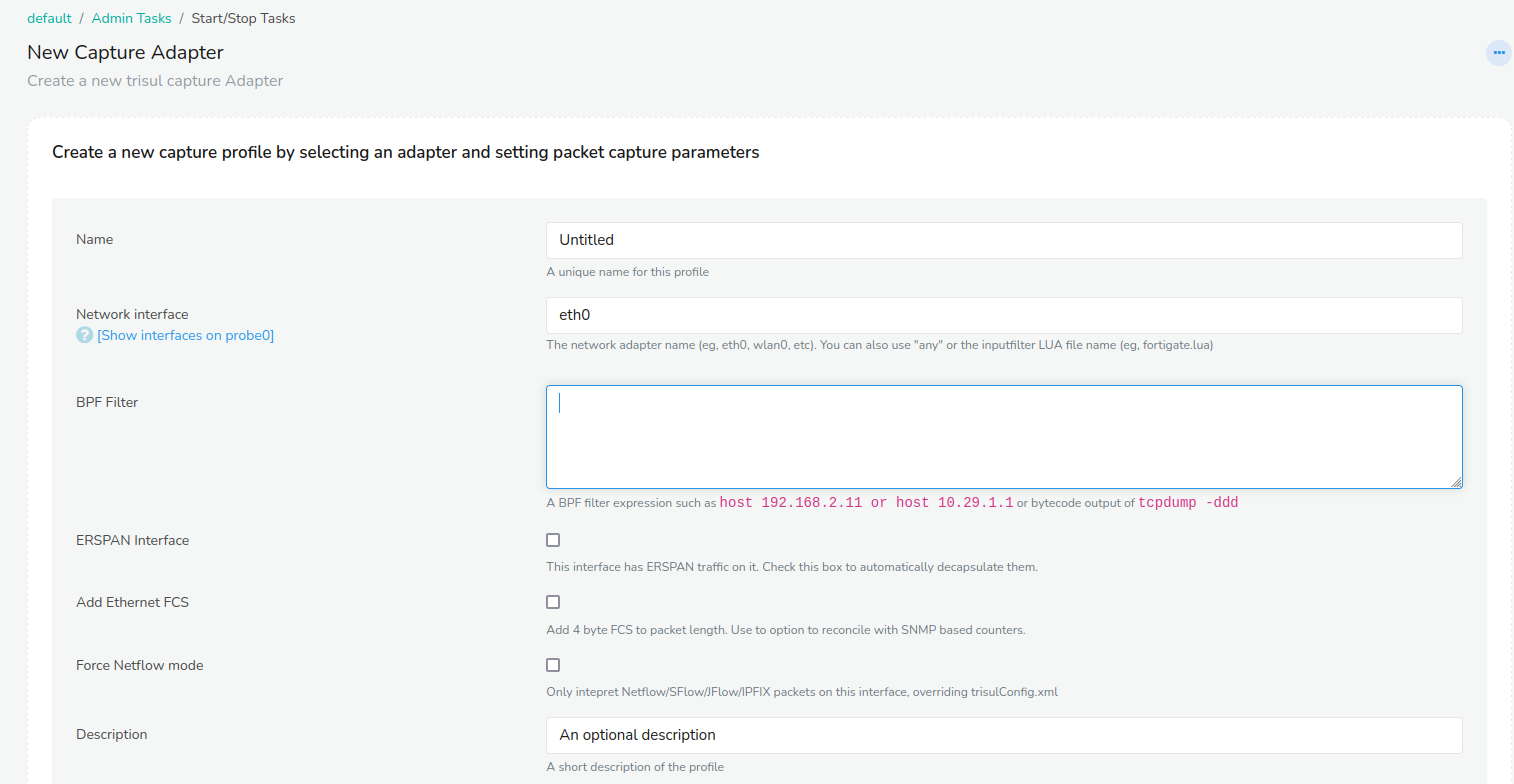 default / Admin Tasks / Start/Stop Tasks
New Capture Adapter
Create a new trisul capture Adapter
Create a new capture profile by selecting an adapter and setting packet capture parameters
Name
Untitled
A unique name for this profile
Network interface
? [Show interfaces on probe0]
eth0
The network adapter name (eg, eth0, wlan0, etc). You can also use "any" or the inputfilter LUA file name (eg, fortigate.lua)
BPF Filter
A BPF filter expression such as host 192.168.2.11 or host 10.29.1.1 or bytecode output of tcpdump -ddd
ERSPAN Interface
This interface has ERSPAN traffic on it. Check this box to automatically decapsulate them.
Add Ethernet FCS
Add 4 byte FCS to packet length. Use to option to reconcile with SNMP based counters.
Force Netflow mode
Only intepret Netflow/SFlow/JFlow/IPFIX packets on this interface, overriding trisulConfig.xml
Description
An optional description
A short description of the profile